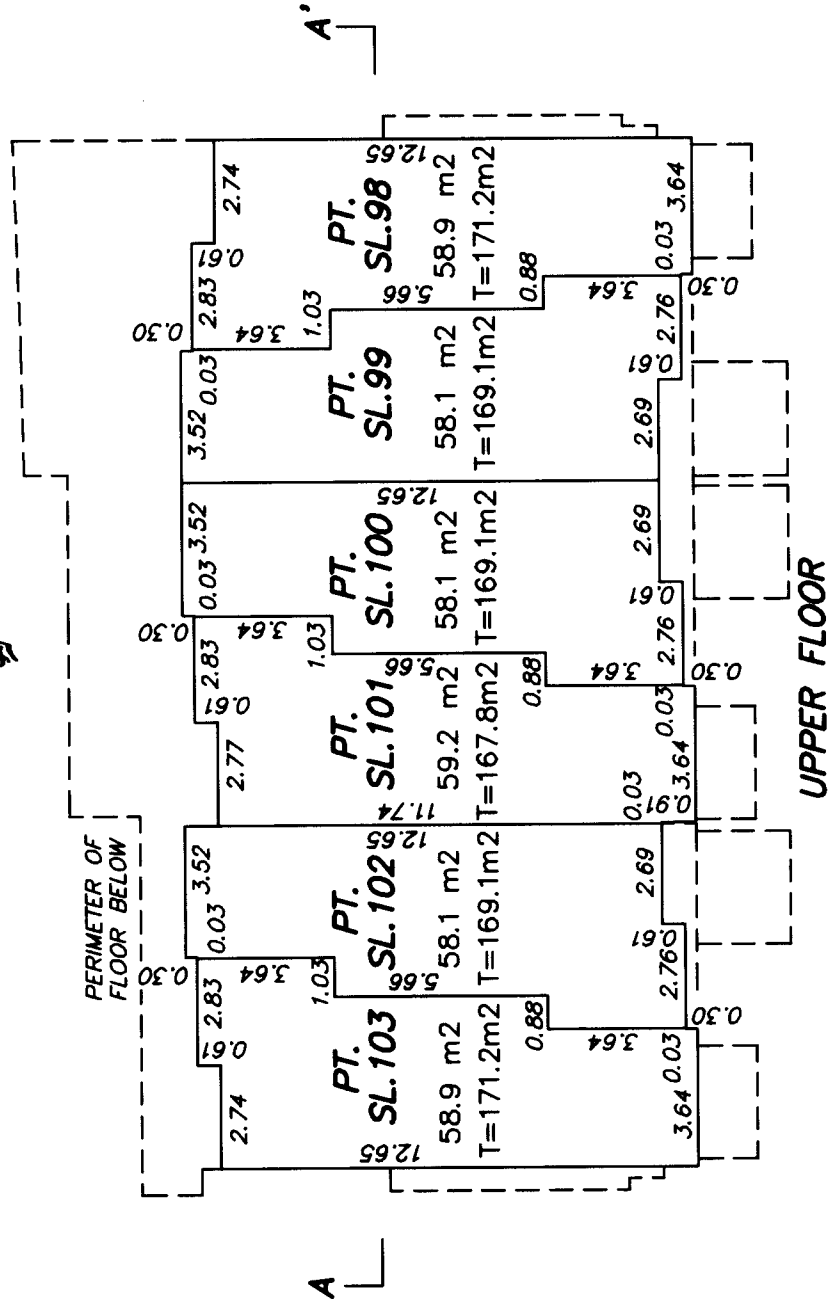 A
A'
PERIMETER OF
FLOOR BELOW
PT.
SL.103
58.9 m2
T=171.2m2
12.65
2.74
0.61
2.83
0.30
3.64
1.03
5.66
0.88
3.64
0.30
0.03
3.64
PT.
SL.102
58.1 m2
T=169.1m2
0.03
3.52
12.65
2.76
0.61
2.69
PT.
SL.101
59.2 m2
T=167.8m2
11.74
2.77
0.61
2.83
0.30
3.64
1.03
5.66
0.88
3.64
0.30
0.03
0.91
3.64
0.03
PT.
SL.100
58.1 m2
T=169.1m2
0.03
3.52
12.65
2.76
0.61
2.69
PT.
SL.99
58.1 m2
T=169.1m2
3.52
0.03
2.69
0.61
2.76
0.30
PT.
SL.98
58.9 m2
T=171.2m2
0.30
2.83
0.61
2.74
3.64
1.03
5.66
0.88
3.64
12.65
0.03
3.64
UPPER FLOOR